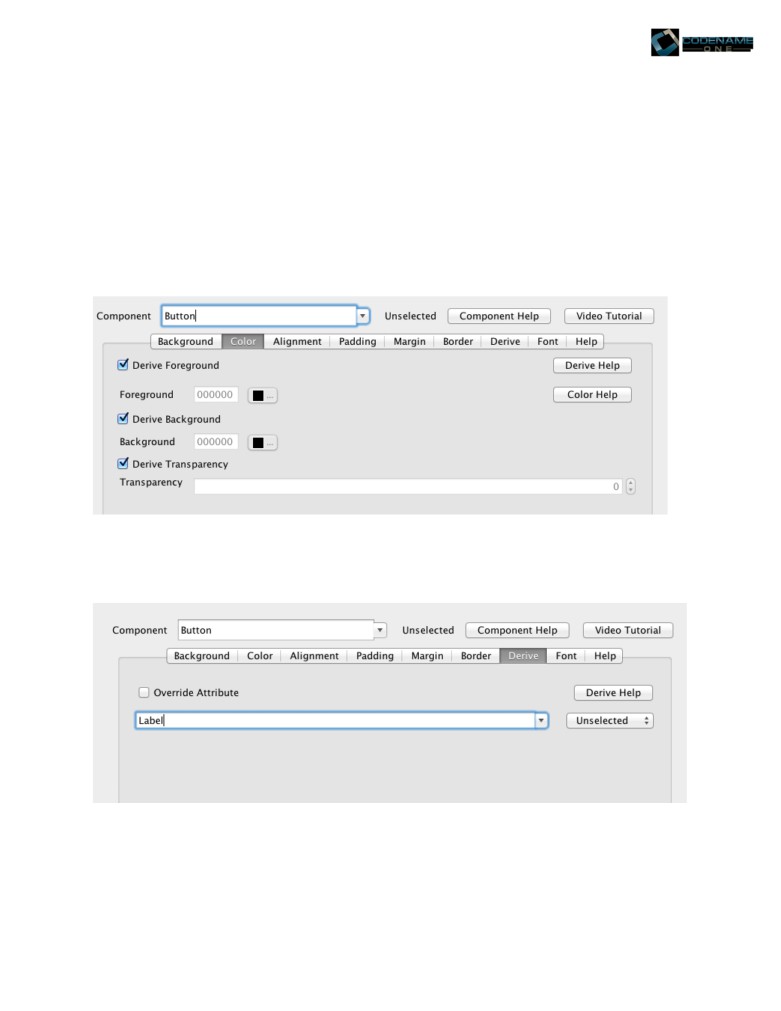 CODENAME
ONE
Component Button Unselected Component Help Video Tutorial
Background Color Alignment Padding Margin Border Derive Font Help
Derive Foreground Derive Help
Foreground 000000 ... Color Help
Derive Background
Background 000000 ...
Derive Transparency
Transparency 0
Component Button Unselected Component Help Video Tutorial
Background Color Alignment Padding Margin Border Derive Font Help
Override Attribute Derive Help
Label Unselected